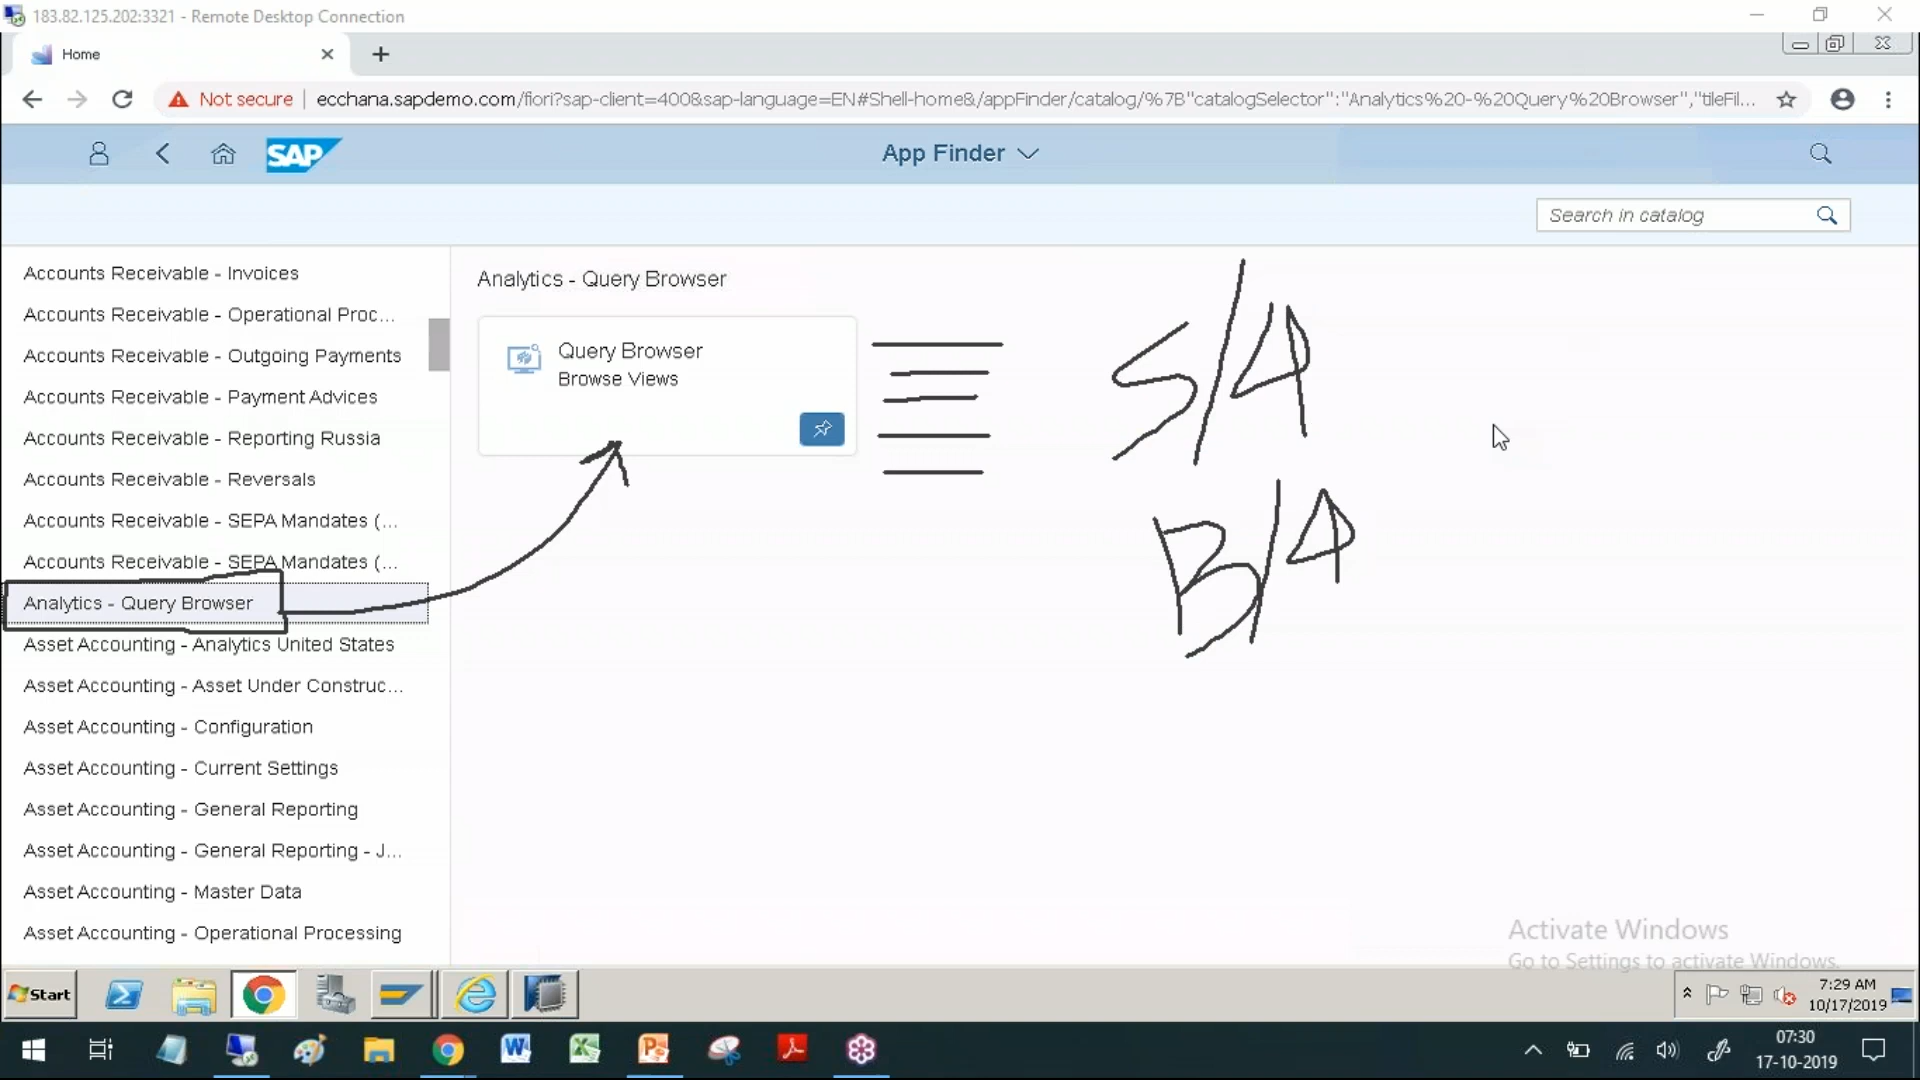 183.82.125.202:3321 - Remote Desktop Connection
Home
Not secure
ecchana.sapdemo.com/fiori?sap-client=400&sap-language=EN#Shell-home&/appFinder/catalog/%7B"catalogSelector":"Analytics%20-%20Query%20Browser","tileFil...
SAP
App Finder
Search in catalog
Accounts Receivable - Invoices
Accounts Receivable - Operational Proc...
Accounts Receivable - Outgoing Payments
Accounts Receivable - Payment Advices
Accounts Receivable - Reporting Russia
Accounts Receivable - Reversals
Accounts Receivable - SEPA Mandates (...
Accounts Receivable - SEPA Mandates (...
Analytics - Query Browser
Asset Accounting - Analytics United States
Asset Accounting - Asset Under Construc...
Asset Accounting - Configuration
Asset Accounting - Current Settings
Asset Accounting - General Reporting
Asset Accounting - General Reporting - J...
Asset Accounting - Master Data
Asset Accounting - Operational Processing
Analytics - Query Browser
Query Browser
Browse Views
S/4
B/4
Activate Windows
Go to Settings to activate Windows.
Start
7:29 AM
10/17/2019
07:30
17-10-2019